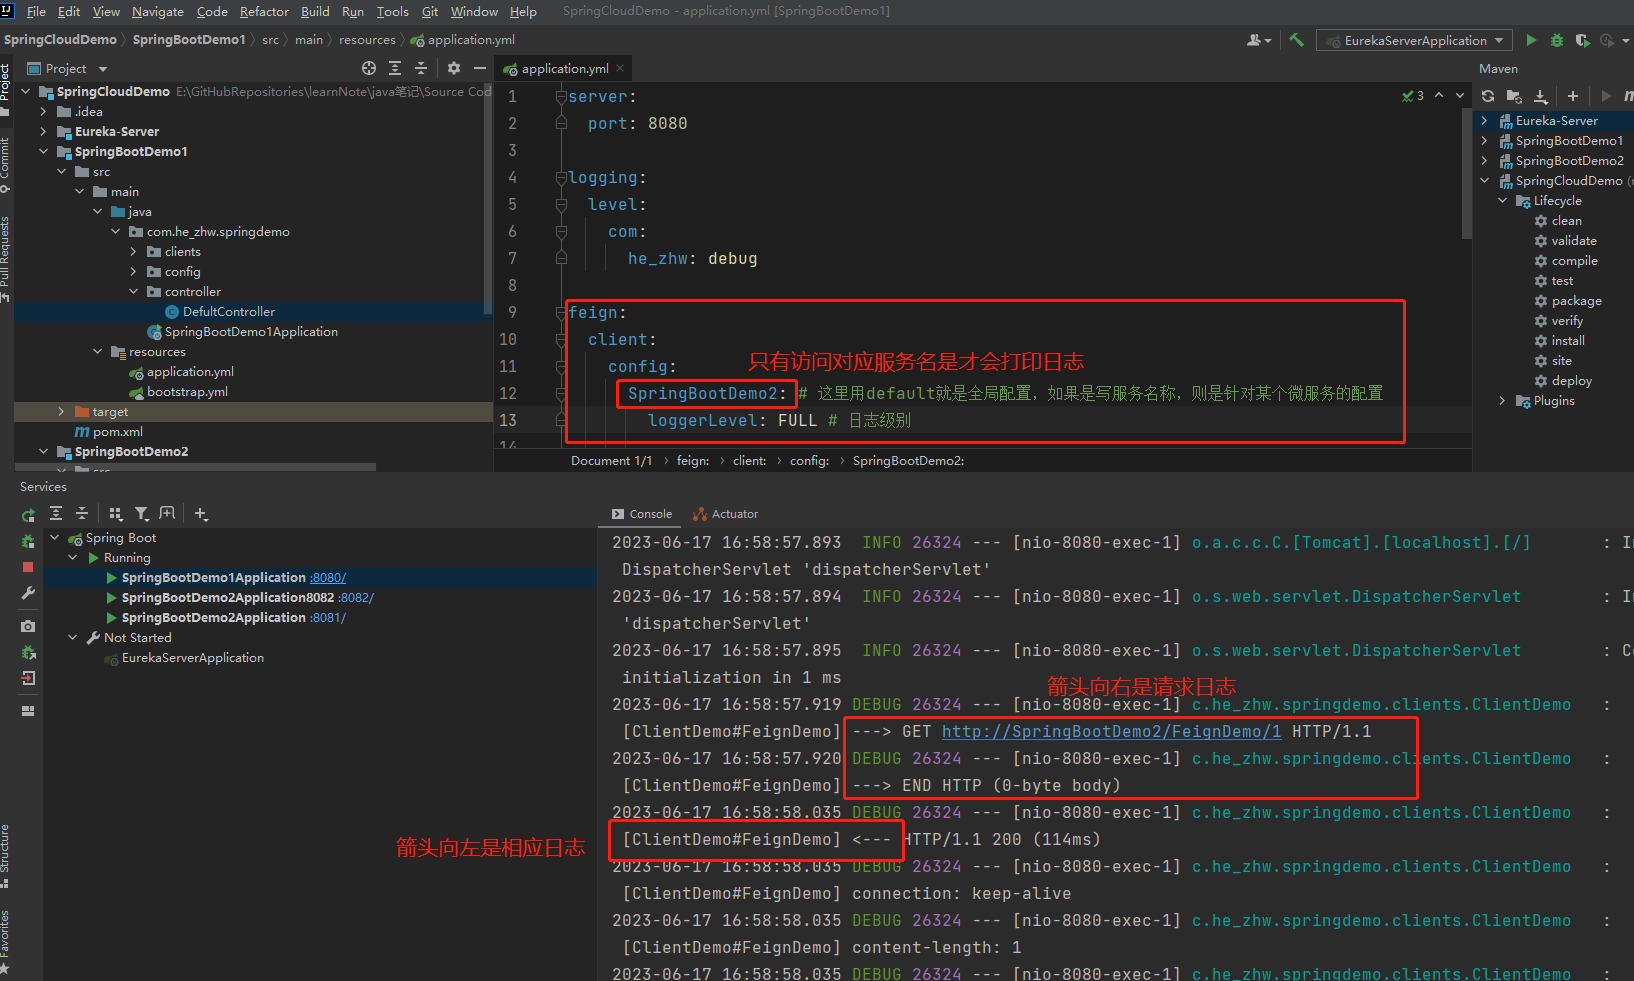 File Edit View Navigate Code Refactor Build Run Tools Git Window Help SpringCloudDemo - application.yml [SpringBootDemo1]
SpringCloudDemo SpringBootDemo1 src main resources application.yml
EurekaServerApplication
Project
Commit
Pull Requests
Project
SpringCloudDemo E:\GitHubRepositories\learnNote\java笔记\Source Cod
.idea
Eureka-Server
SpringBootDemo1
src
main
java
com.he_zhw.springdemo
clients
config
controller
DefultController
SpringBootDemo1Application
resources
application.yml
bootstrap.yml
target
pom.xml
SpringBootDemo2
src
application.yml
3
1 server:
2 port: 8080
3
4 logging:
5 level:
6 com:
7 he_zhw: debug
8
9 feign:
10 client:
11 config:
只有访问对应服务名是才会打印日志
12 SpringBootDemo2: # 这里用default就是全局配置，如果是写服务名称，则是针对某个微服务的配置
13 loggerLevel: FULL # 日志级别
14
Document 1/1 feign: client: config: SpringBootDemo2:
Maven
Eureka-Server
SpringBootDemo1
SpringBootDemo2
SpringCloudDemo
Lifecycle
clean
validate
compile
test
package
verify
install
site
deploy
Plugins
Services
Spring Boot
Running
SpringBootDemo1Application :8080/
SpringBootDemo2Application8082 :8082/
SpringBootDemo2Application :8081/
Not Started
EurekaServerApplication
箭头向左是相应日志
Structure
Favorites
Console Actuator
2023-06-17 16:58:57.893 INFO 26324 --- [nio-8080-exec-1] o.a.c.c.C.[Tomcat].[localhost].[/] :
DispatcherServlet 'dispatcherServlet'
2023-06-17 16:58:57.894 INFO 26324 --- [nio-8080-exec-1] o.s.web.servlet.DispatcherServlet :
'dispatcherServlet'
2023-06-17 16:58:57.895 INFO 26324 --- [nio-8080-exec-1] o.s.web.servlet.DispatcherServlet :
initialization in 1 ms
箭头向右是请求日志
2023-06-17 16:58:57.919 DEBUG 26324 --- [nio-8080-exec-1] c.he_zhw.springdemo.clients.ClientDemo :
[ClientDemo#FeignDemo] ---> GET http://SpringBootDemo2/FeignDemo/1 HTTP/1.1
2023-06-17 16:58:57.920 DEBUG 26324 --- [nio-8080-exec-1] c.he_zhw.springdemo.clients.ClientDemo :
[ClientDemo#FeignDemo] ---> END HTTP (0-byte body)
2023-06-17 16:58:58.035 DEBUG 26324 --- [nio-8080-exec-1] c.he_zhw.springdemo.clients.ClientDemo :
[ClientDemo#FeignDemo] <--- HTTP/1.1 200 (114ms)
2023-06-17 16:58:58.035 DEBUG 26324 --- [nio-8080-exec-1] c.he_zhw.springdemo.clients.ClientDemo :
[ClientDemo#FeignDemo] connection: keep-alive
2023-06-17 16:58:58.035 DEBUG 26324 --- [nio-8080-exec-1] c.he_zhw.springdemo.clients.ClientDemo :
[ClientDemo#FeignDemo] content-length: 1
2023-06-17 16:58:58.035 DEBUG 26324 --- [nio-8080-exec-1] c.he_zhw.springdemo.clients.ClientDemo :